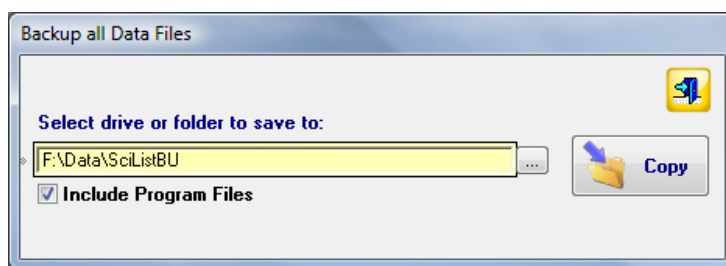 Backup all Data Files
Select drive or folder to save to:
F:\Data\SciListBU
...
Copy
Include Program Files